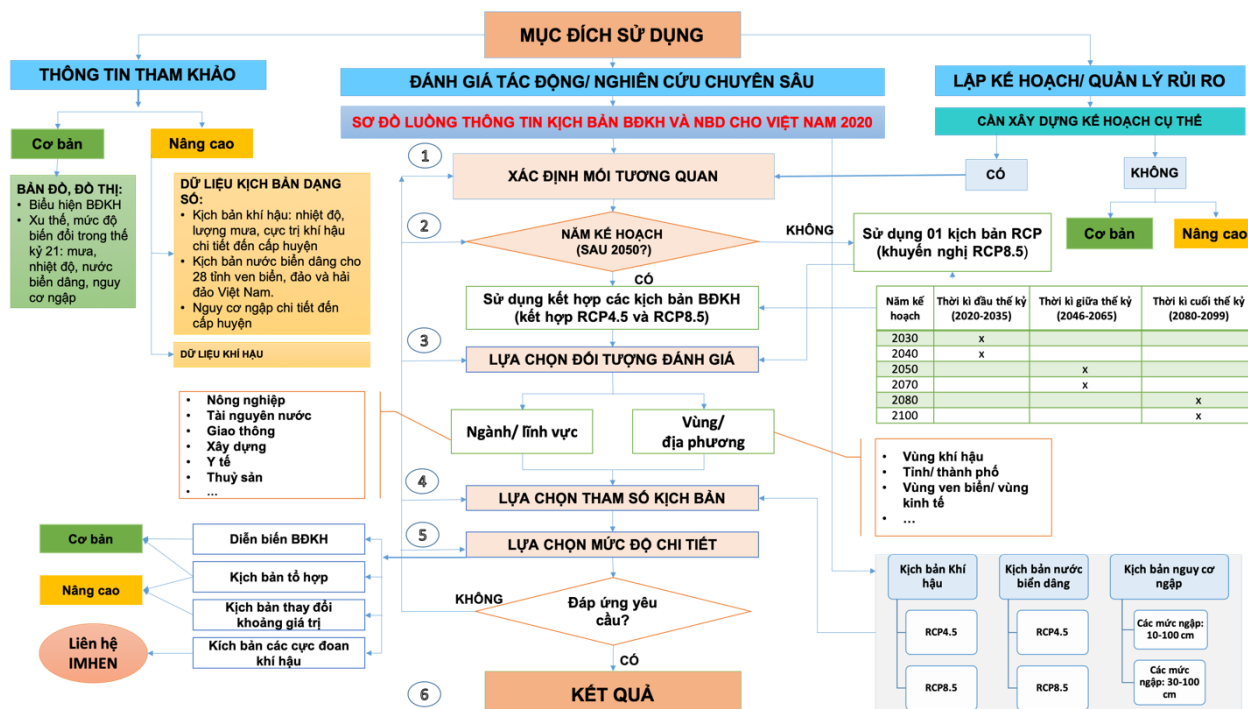 MỤC ĐÍCH SỬ DỤNG
THÔNG TIN THAM KHẢO
ĐÁNH GIÁ TÁC ĐỘNG/ NGHIÊN CỨU CHUYÊN SÂU
LẬP KẾ HOẠCH/ QUẢN LÝ RỦI RO
SƠ ĐỒ LUỒNG THÔNG TIN KỊCH BẢN BĐKH VÀ NBD CHO VIỆT NAM 2020
CẦN XÂY DỰNG KẾ HOẠCH CỤ THỂ
Cơ bản
Nâng cao
BẢN ĐỒ, ĐỒ THỊ:
• Biểu hiện BĐKH
• Xu thế, mức độ
biến đổi trong thế
kỷ 21: mưa,
nhiệt độ, nước
biển dâng, nguy
cơ ngập
DỮ LIỆU KỊCH BẢN DẠNG
SỐ:
• Kịch bản khí hậu: nhiệt độ,
lượng mưa, cực trị khí hậu
chi tiết đến cấp huyện
• Kịch bản nước biển dâng cho
28 tỉnh ven biển, đảo và hải
đảo Việt Nam.
• Nguy cơ ngập chi tiết đến
cấp huyện
DỮ LIỆU KHÍ HẬU
1
XÁC ĐỊNH MỐI TƯƠNG QUAN
CÓ
KHÔNG
Cơ bản
Nâng cao
2
NĂM KẾ HOẠCH
(SAU 2050?)
KHÔNG
Sử dụng 01 kịch bản RCP
(khuyến nghị RCP8.5)
CÓ
Sử dụng kết hợp các kịch bản BĐKH
(kết hợp RCP4.5 và RCP8.5)
Năm kế
hoạch
Thời kì đầu thế kỷ
(2020-2035)
Thời kì giữa thế kỷ
(2046-2065)
Thời kì cuối thế kỷ
(2080-2099)
2030 x
2040 x
2050 x
2070 x
2080 x
2100 x
3
LỰA CHỌN ĐỐI TƯỢNG ĐÁNH GIÁ
• Nông nghiệp
• Tài nguyên nước
• Giao thông
• Xây dựng
• Y tế
• Thuỷ sản
• ...
Ngành/ lĩnh vực
Vùng/
địa phương
• Vùng khí hậu
• Tỉnh/ thành phố
• Vùng ven biển/ vùng
kinh tế
• ...
4
LỰA CHỌN THAM SỐ KỊCH BẢN
5
LỰA CHỌN MỨC ĐỘ CHI TIẾT
Cơ bản
Nâng cao
Liên hệ
IMHEN
Diễn biến BĐKH
Kịch bản tổ hợp
Kịch bản thay đổi
khoảng giá trị
Kích bản các cực đoan
khí hậu
KHÔNG
Đáp ứng yêu
cầu?
CÓ
6
KẾT QUẢ
Kịch bản Khí
hậu
RCP4.5
RCP8.5
Kịch bản nước
biển dâng
RCP4.5
RCP8.5
Kịch bản nguy cơ
ngập
Các mức ngập:
10-100 cm
Các mức
ngập: 30-100
cm